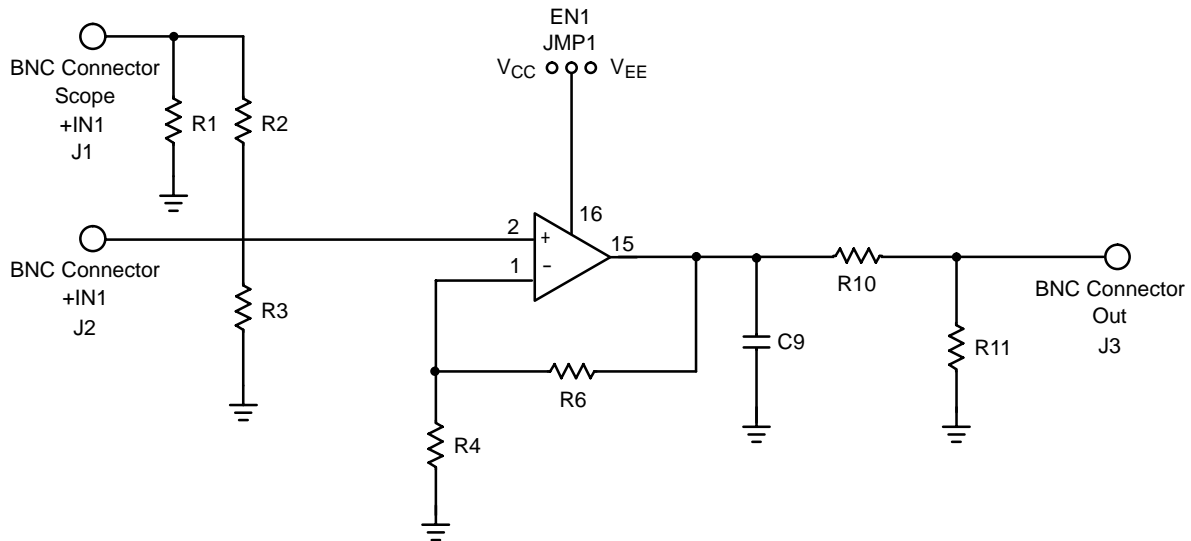 EN1
JMP1
VCC
VEE
BNC Connector
Scope
+IN1
J1
R1
R2
16
2
+
15
1
−
BNC Connector
+IN1
J2
R3
R10
BNC Connector
Out
J3
C9
R11
R6
R4